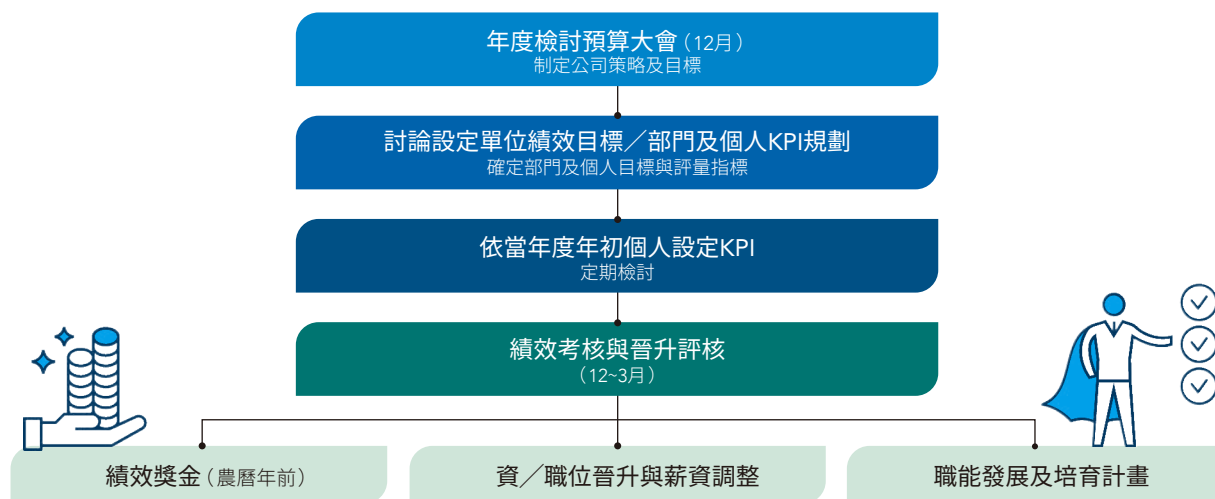 年度檢討預算大會（12月）
制定公司策略及目標
討論設定單位績效目標／部門及個人KPI規劃
確定部門及個人目標與評量指標
依當年度年初個人設定KPI
定期檢討
績效考核與晉升評核
（12~3月）
績效獎金（農曆年前）
資／職位晉升與薪資調整
職能發展及培育計畫